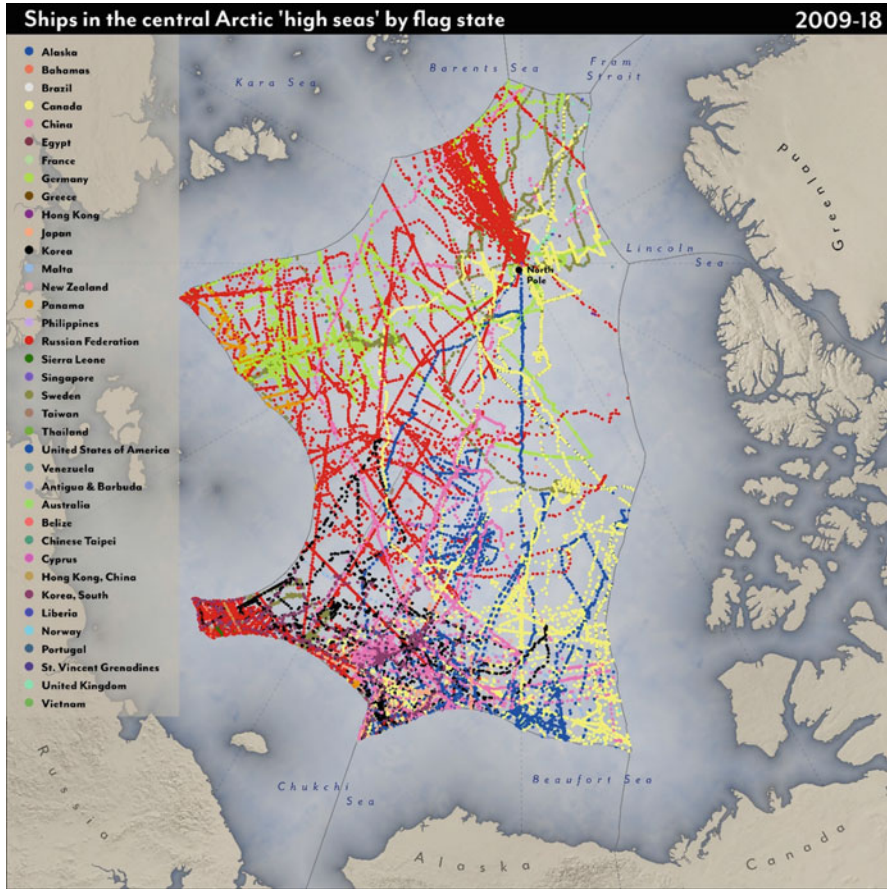 Ships in the central Arctic 'high seas' by flag state
2009-18
Alaska
Bahamas
Brazil
Canada
China
Egypt
France
Germany
Greece
Hong Kong
Japan
Korea
Malta
New Zealand
Panama
Philippines
Russian Federation
Sierra Leone
Singapore
Sweden
Taiwan
Thailand
United States of America
Venezuela
Antigua & Barbuda
Australia
Belize
Chinese Taipei
Cyprus
Hong Kong, China
Korea, South
Liberia
Norway
Portugal
St. Vincent Grenadines
United Kingdom
Vietnam
Kara Sea
Barents Sea
Fram
Strait
Greenland
Lincoln
Sea
North
Pole
Russia
Chukchi
Sea
Beaufort Sea
Alaska
Canada